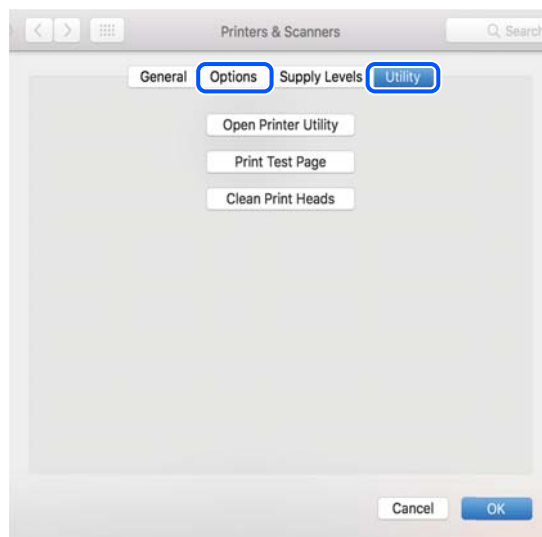 Printers & Scanners
Search
General Options Supply Levels Utility
Open Printer Utility
Print Test Page
Clean Print Heads
Cancel OK